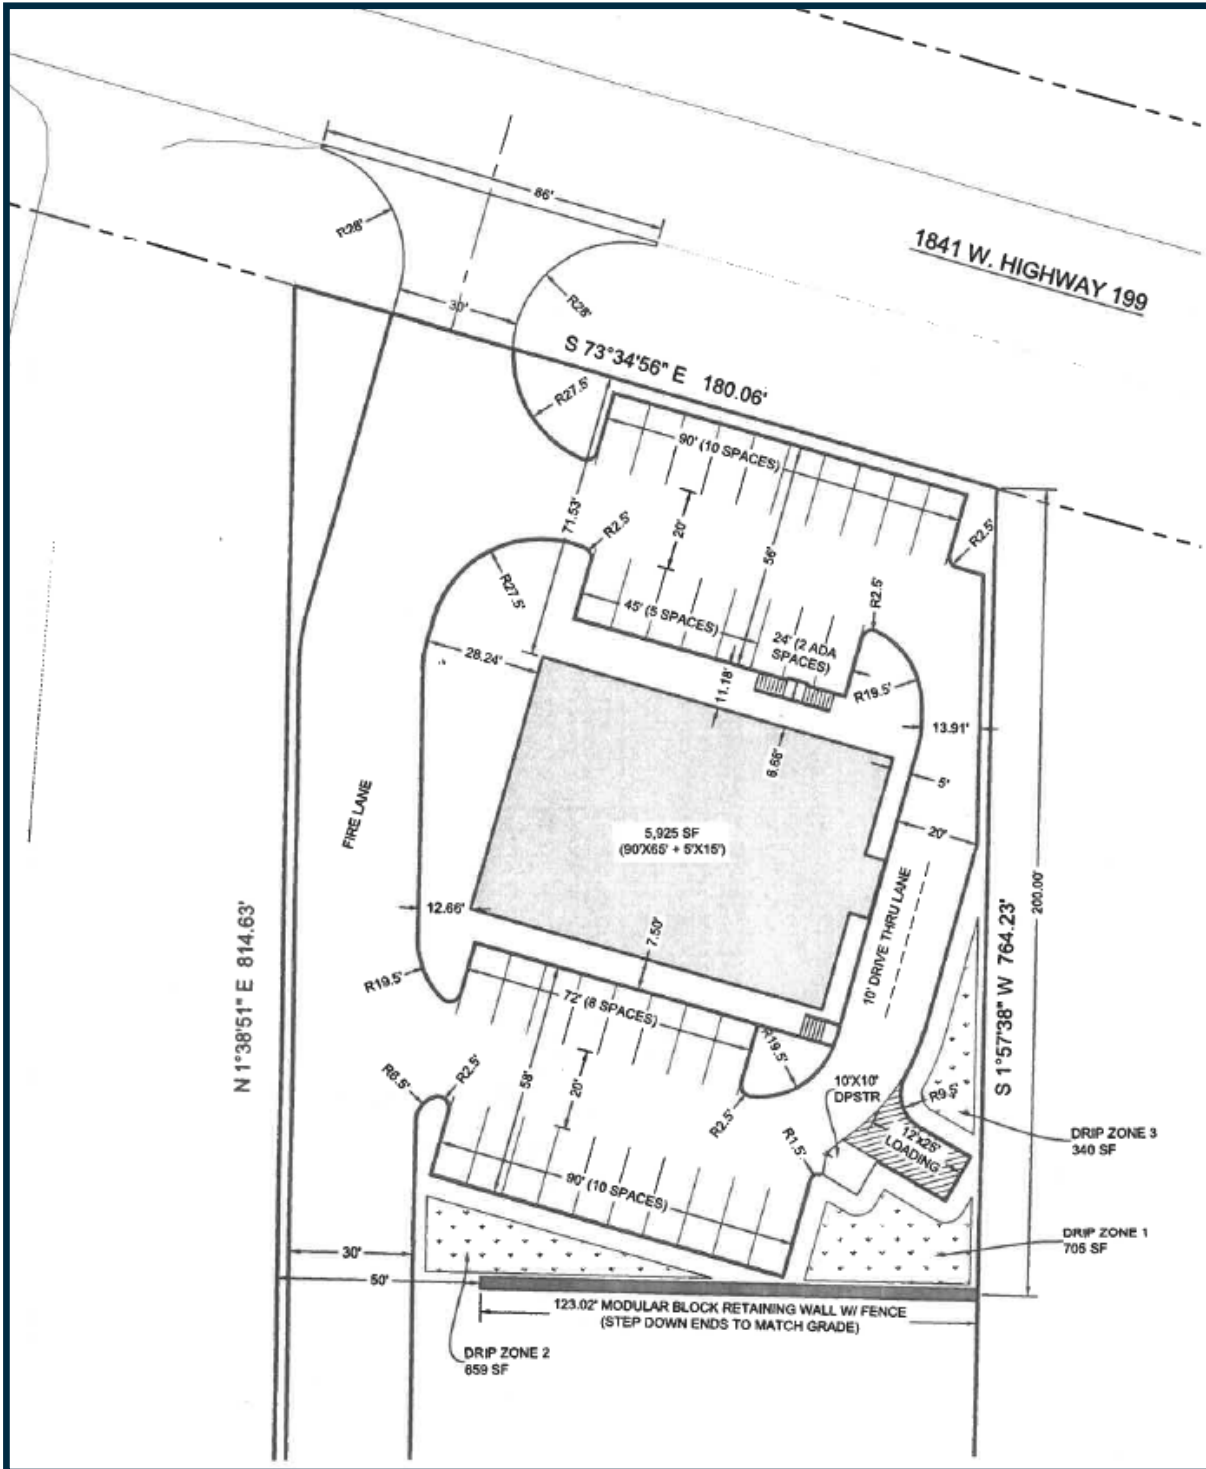 86'
R28'
1841 W. HIGHWAY 199
30'
R28'
S 73°34'56" E 180.06'
R27.5'
90' (10 SPACES)
71.53'
R2.5'
20'
56'
R2.5'
R27.5'
45' (5 SPACES)
R2.5'
24' (2 ADA
SPACES)
28.24'
11.18'
R19.5'
13.91'
6.66'
5'
FIRE LANE
5,925 SF
(90'X65' + 5'X15')
20'
200.00'
12.66'
7.50'
10' DRIVE THRU LANE
N 1°38'51" E 814.63'
S 1°57'38" W 764.23'
R19.5'
72' (8 SPACES)
R19.5'
58'
20'
R6.5'
R2.5'
10'X10'
DPSTR
R9.5'
R2.5'
R1.5'
12'x25'
LOADING
DRIP ZONE 3
340 SF
90' (10 SPACES)
DRIP ZONE 1
705 SF
30'
50'
123.02' MODULAR BLOCK RETAINING WALL W/ FENCE
(STEP DOWN ENDS TO MATCH GRADE)
DRIP ZONE 2
659 SF